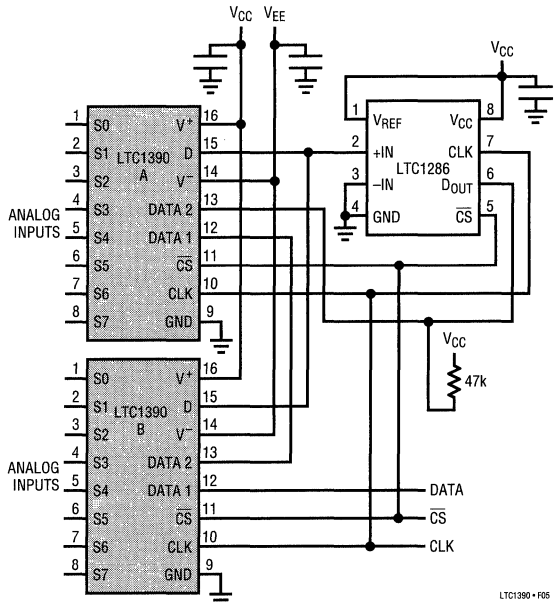 VCC VEE
VCC
1 S0 V+ 16
2 S1 D 15
3 S2 V− 14
4 S3 DATA 2 13
5 S4 DATA 1 12
6 S5 CS 11
7 S6 CLK 10
8 S7 GND 9
LTC1390
A
ANALOG
INPUTS
1 VREF VCC 8
2 +IN CLK 7
3 −IN DOUT 6
4 GND CS 5
LTC1286
VCC
47k
1 S0 V+ 16
2 S1 D 15
3 S2 V− 14
4 S3 DATA 2 13
5 S4 DATA 1 12
6 S5 CS 11
7 S6 CLK 10
8 S7 GND 9
LTC1390
B
ANALOG
INPUTS
DATA
CS
CLK
LTC1390 • F05